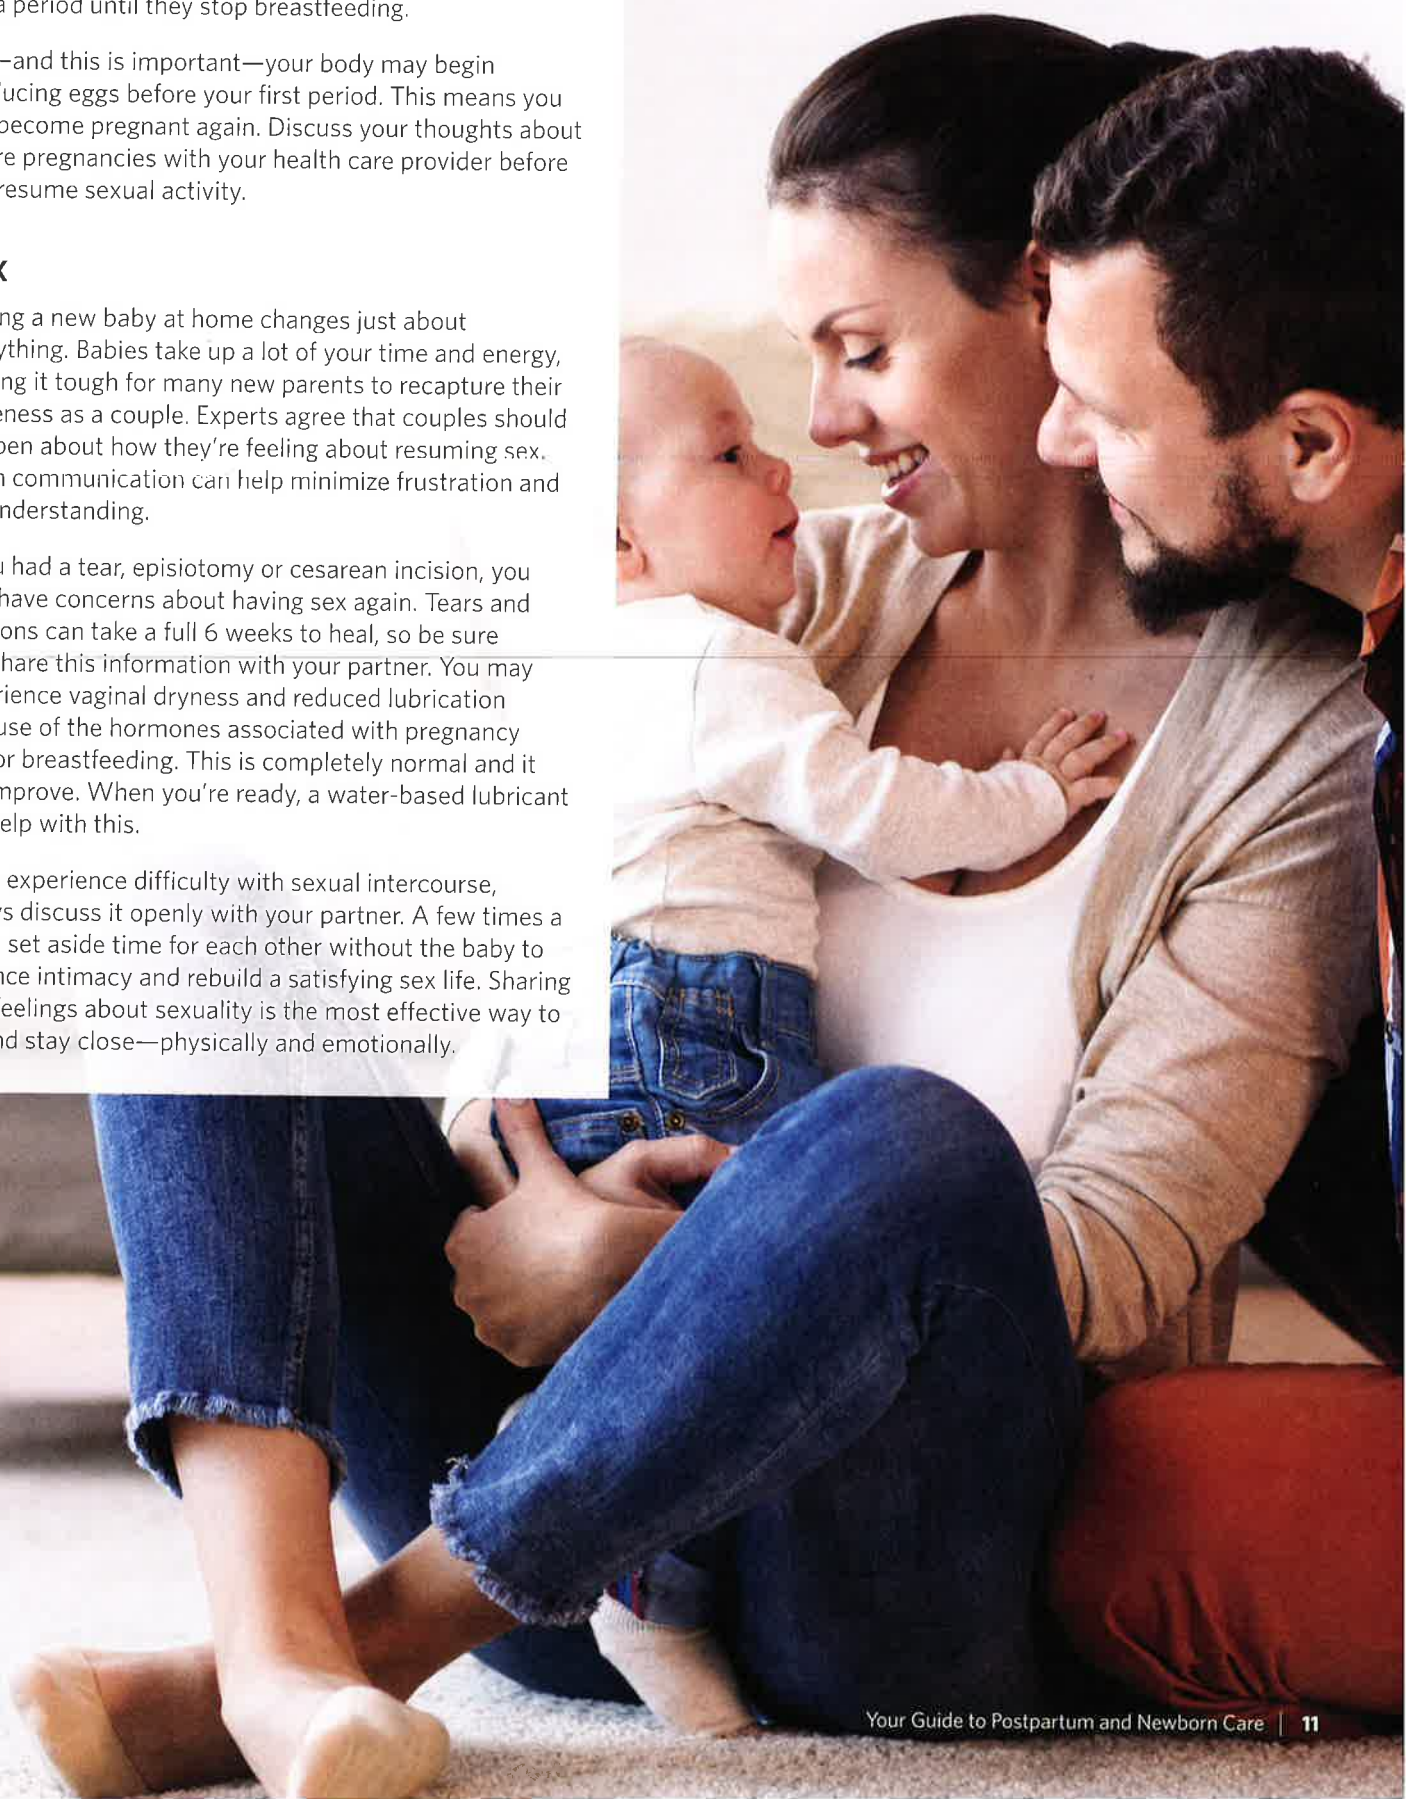 a period until they stop breastfeeding.
—and this is important—your body may begin
ucing eggs before your first period. This means you
become pregnant again. Discuss your thoughts about
re pregnancies with your health care provider before
resume sexual activity.
x
ng a new baby at home changes just about
ything. Babies take up a lot of your time and energy,
ng it tough for many new parents to recapture their
eness as a couple. Experts agree that couples should
pen about how they're feeling about resuming sex.
n communication can help minimize frustration and
nderstanding.
u had a tear, episiotomy or cesarean incision, you
have concerns about having sex again. Tears and
ons can take a full 6 weeks to heal, so be sure
hare this information with your partner. You may
rience vaginal dryness and reduced lubrication
use of the hormones associated with pregnancy
or breastfeeding. This is completely normal and it
mprove. When you're ready, a water-based lubricant
elp with this.
experience difficulty with sexual intercourse,
ys discuss it openly with your partner. A few times a
set aside time for each other without the baby to
nce intimacy and rebuild a satisfying sex life. Sharing
feelings about sexuality is the most effective way to
nd stay close—physically and emotionally.
Your Guide to Postpartum and Newborn Care | 11